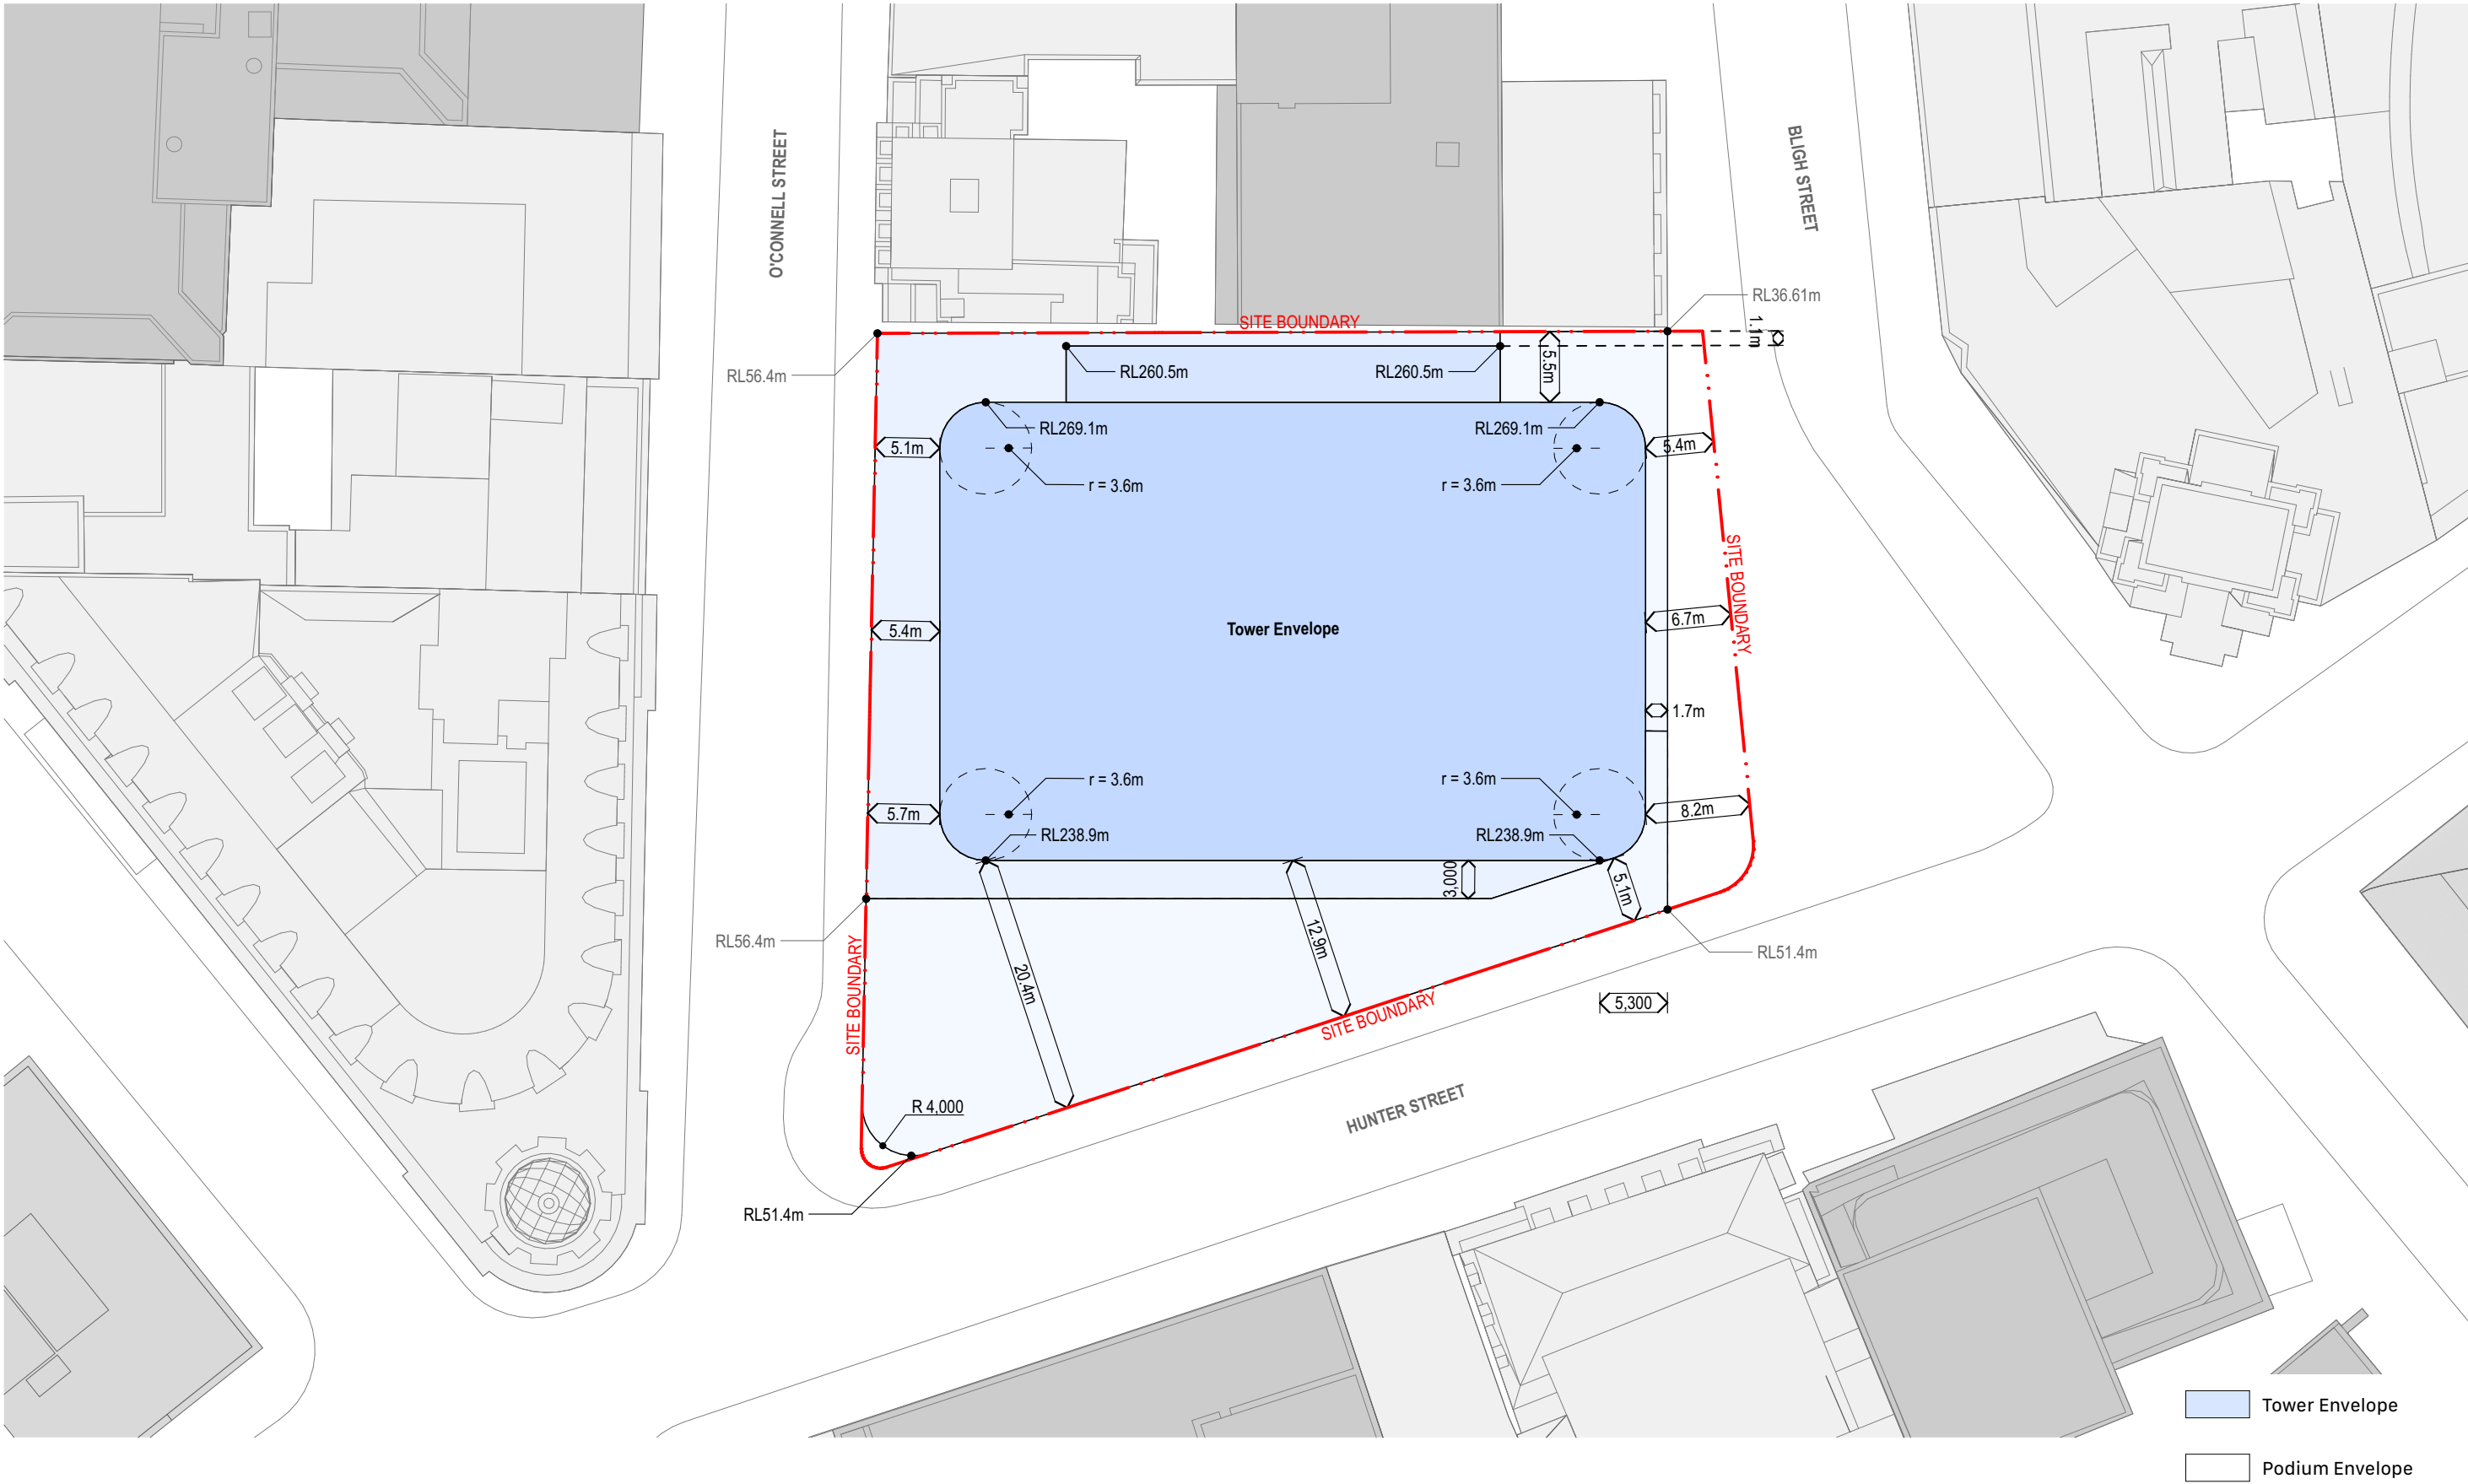 O'CONNELL STREET
BLIGH STREET
RL36.61m
SITE BOUNDARY
1.1m
RL56.4m
RL260.5m
RL260.5m
5.5m
RL269.1m
RL269.1m
5.1m
5.4m
r = 3.6m
r = 3.6m
SITE BOUNDARY
5.4m
Tower Envelope
6.7m
1.7m
r = 3.6m
r = 3.6m
5.7m
8.2m
RL238.9m
RL238.9m
3,000
5.1m
RL56.4m
SITE BOUNDARY
20.4m
12.9m
RL51.4m
5,300
SITE BOUNDARY
R 4,000
HUNTER STREET
RL51.4m
Tower Envelope
Podium Envelope